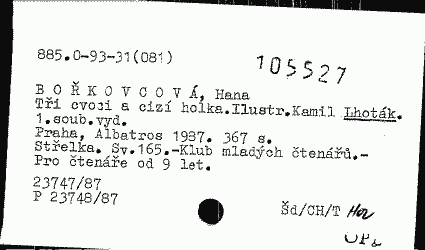 885.0-93-31(081)
105527
B O Ř K O V C O V Á, Hana
Tři cvoci a cizí holka.Ilustr.Kamil Lhoták.
1.soub.vyd.
Praha, Albatros 1987. 367 s.
Střelka. Sv.165.-Klub mladých čtenářů.-
Pro čtenáře od 9 let.
23747/87
P 23748/87
Šd/CH/T